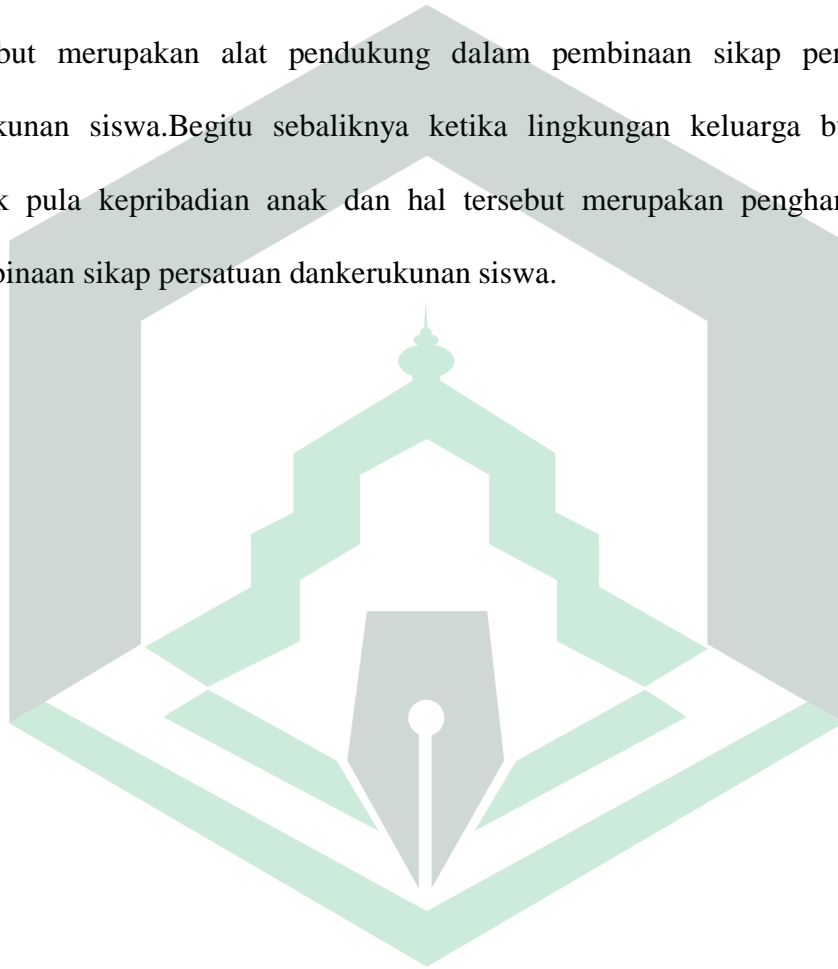 but merupakan alat pendukung dalam pembinaan sikap per
kunan siswa.Begitu sebaliknya ketika lingkungan keluarga b
k pula kepribadian anak dan hal tersebut merupakan penghar
binaan sikap persatuan dankerukunan siswa.